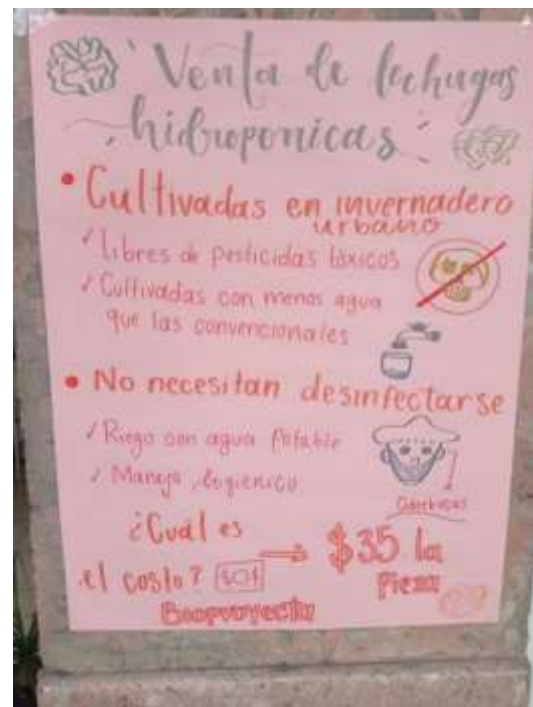 Venta de lechugas
hidroponicas
• Cultivadas en invernadero
urbano
✓ Libres de pesticidas tóxicos
✓ Cultivadas con menos agua
que las convencionales
• No necesitan desinfectarse
✓ Riego con agua potable
✓ Manejo higienico
¿Cual es
el costo?
$35 la
Pieza
Bioproyecto